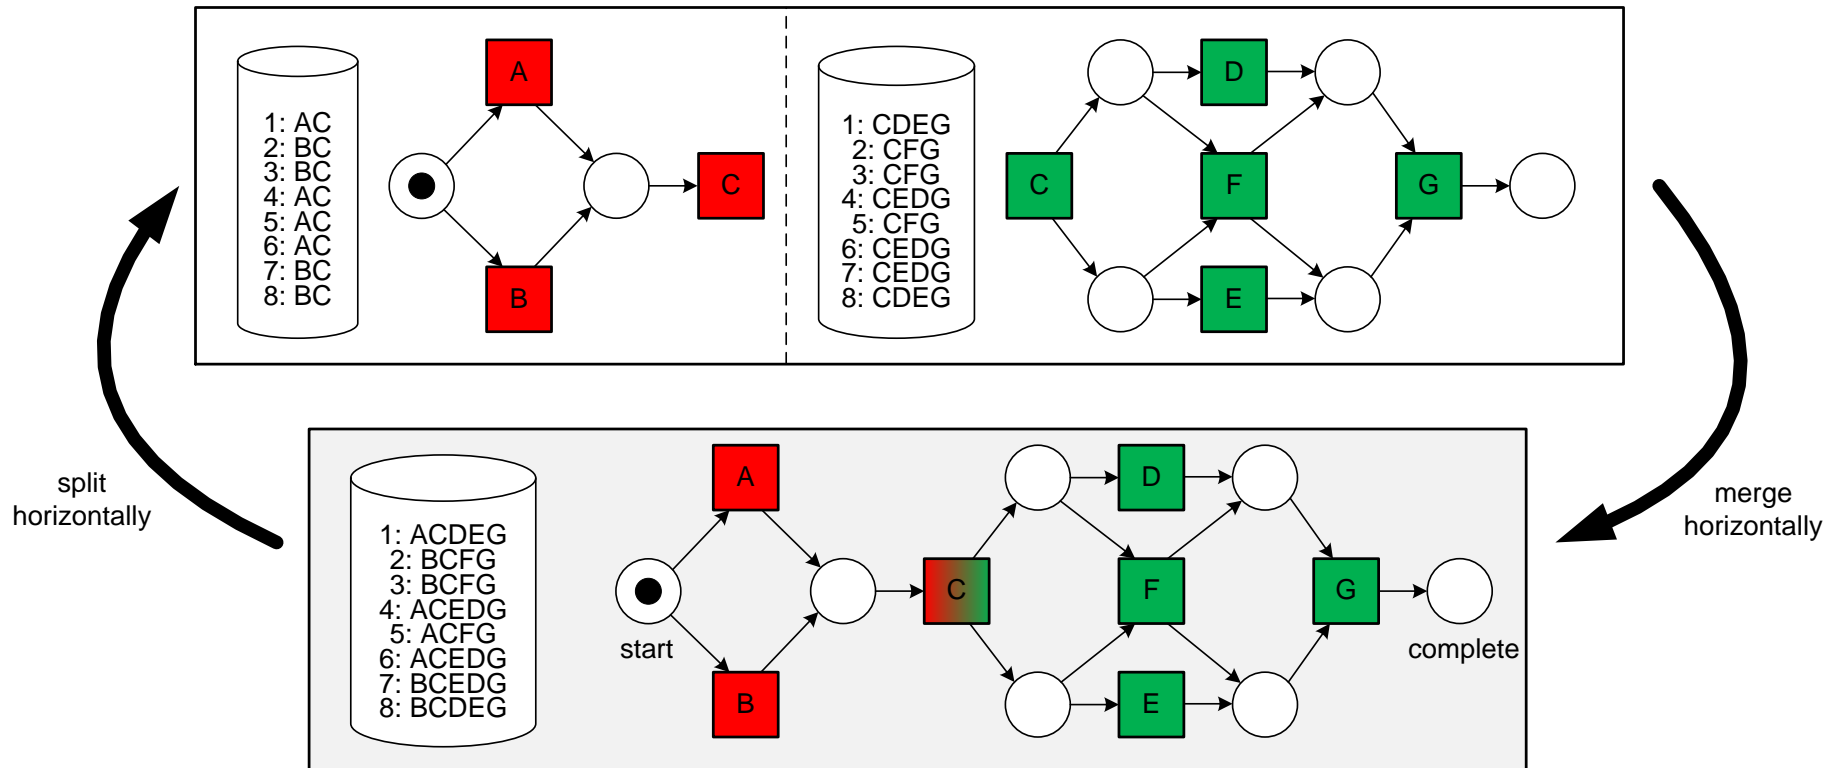 A
D
1: AC
2: BC
3: BC
4: AC
5: AC
6: AC
7: BC
8: BC
C
B
1: CDEG
2: CFG
3: CFG
4: CEDG
5: CFG
6: CEDG
7: CEDG
8: CDEG
C
F
G
E
split
horizontally
merge
horizontally
A
D
1: ACDEG
2: BCFG
3: BCFG
4: ACEDG
5: ACFG
6: ACEDG
7: BCEDG
8: BCDEG
C
F
G
start
complete
B
E